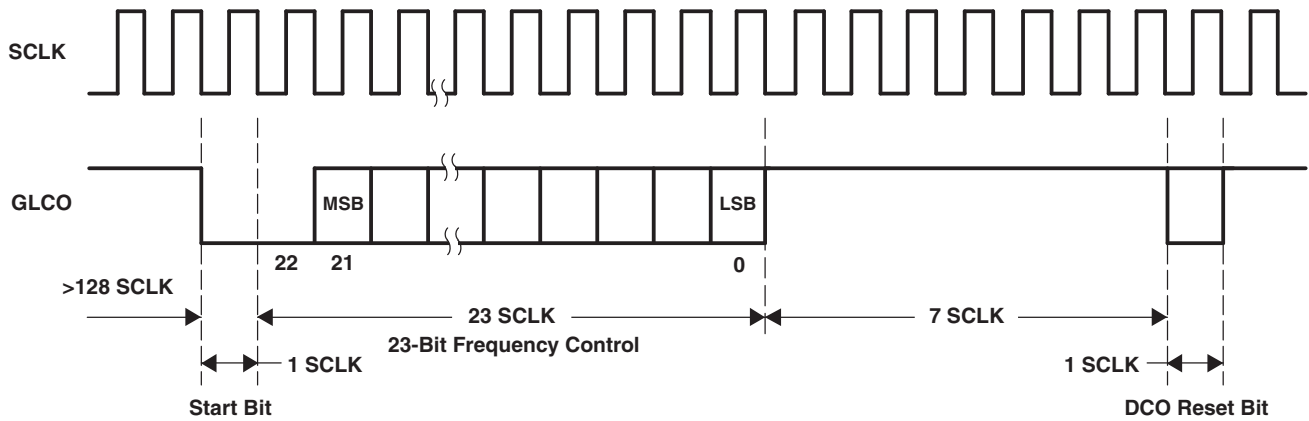 SCLK
GLCO
MSB
LSB
22
21
0
>128 SCLK
23 SCLK
7 SCLK
23-Bit Frequency Control
1 SCLK
1 SCLK
Start Bit
DCO Reset Bit